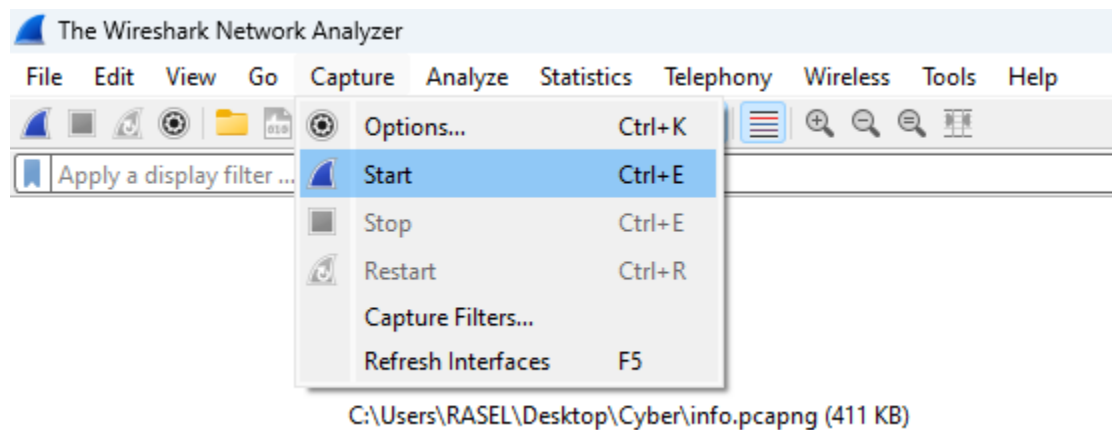 The Wireshark Network Analyzer
File Edit View Go Capture Analyze Statistics Telephony Wireless Tools Help
Apply a display filter ...
Options... Ctrl+K
Start Ctrl+E
Stop Ctrl+E
Restart Ctrl+R
Capture Filters...
Refresh Interfaces F5
C:\Users\RASEL\Desktop\Cyber\info.pcapng (411 KB)